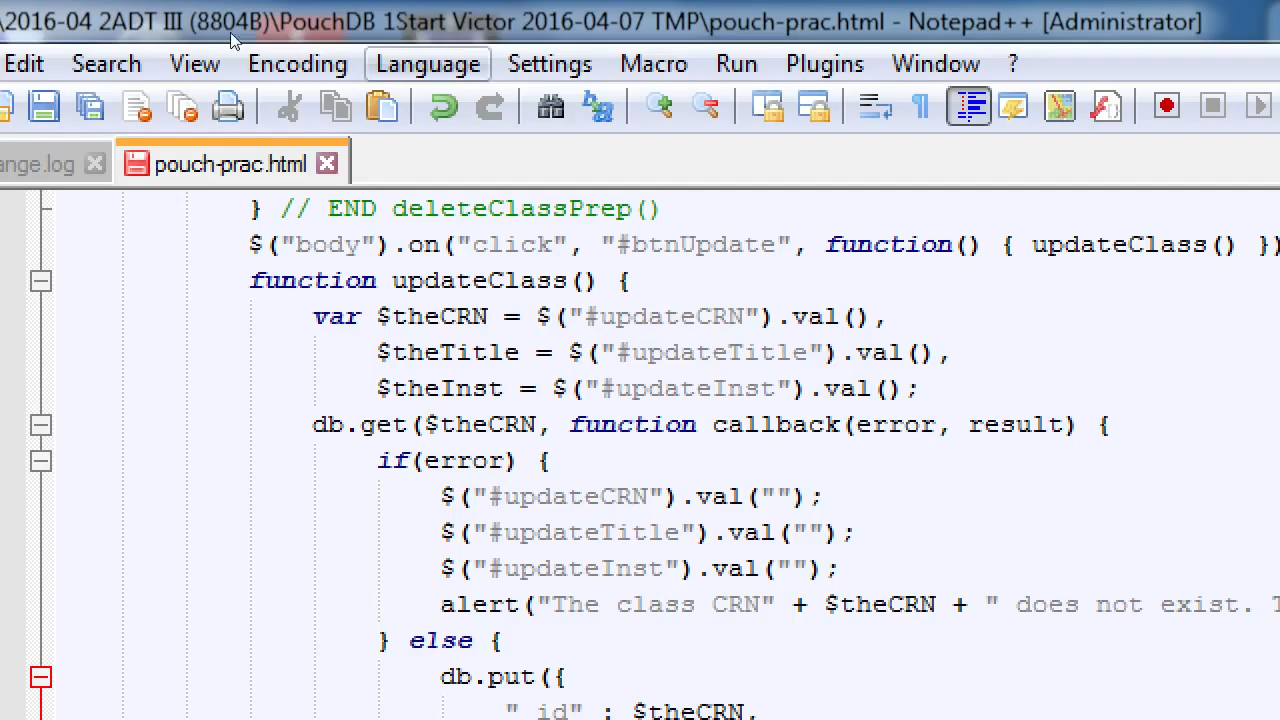 \2016-04 2ADT III (8804B)\PouchDB 1Start Victor 2016-04-07 TMP\pouch-prac.html - Notepad++ [Administrator]
Edit Search View Encoding Language Settings Macro Run Plugins Window ?
ange.log pouch-prac.html
} // END deleteClassPrep()
$("body").on("click", "#btnUpdate", function() { updateClass() })
function updateClass() {
var $theCRN = $("#updateCRN").val(),
$theTitle = $("#updateTitle").val(),
$theInst = $("#updateInst").val();
db.get($theCRN, function callback(error, result) {
if(error) {
$("#updateCRN").val("");
$("#updateTitle").val("");
$("#updateInst").val("");
alert("The class CRN" + $theCRN + " does not exist. T
} else {
db.put({
"_id" : $theCRN,